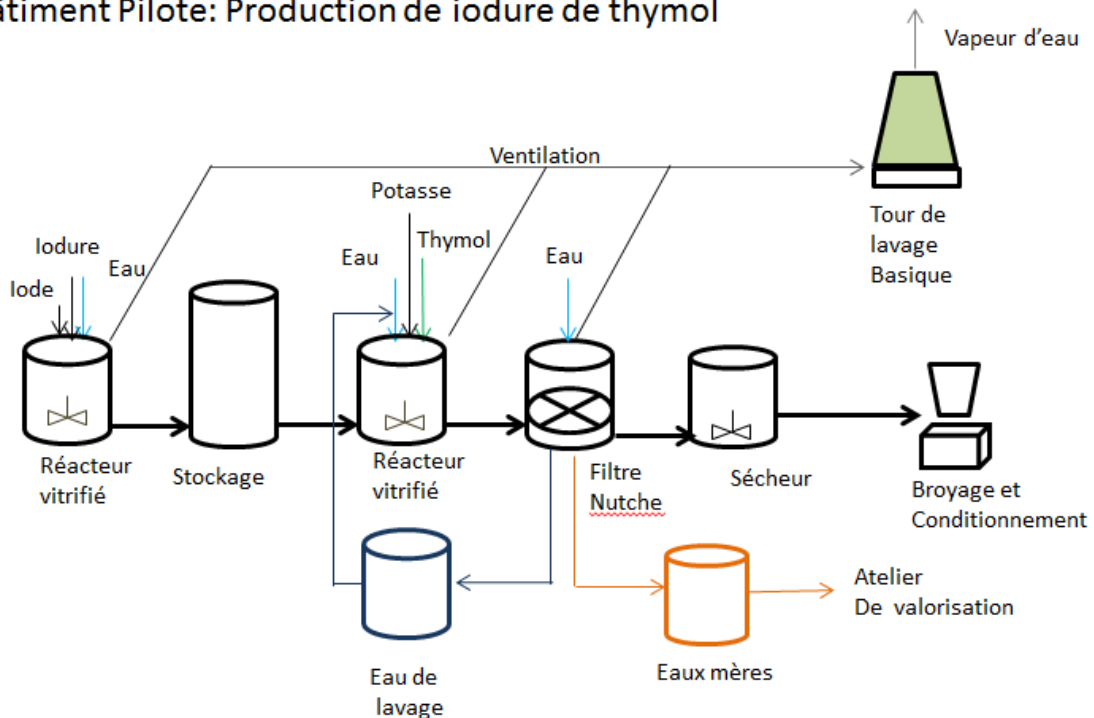 âtiment Pilote: Production de iodure de thymol
Vapeur d'eau
Ventilation
Potasse
Tour de
lavage
Basique
Thymol
Iodure
Eau
Eau
Eau
Iode
Réacteur
vitrifié
Stockage
Réacteur
vitrifié
Filtre
Nutche
Sécheur
Broyage et
Conditionnement
Atelier
De valorisation
Eau de
lavage
Eaux mères